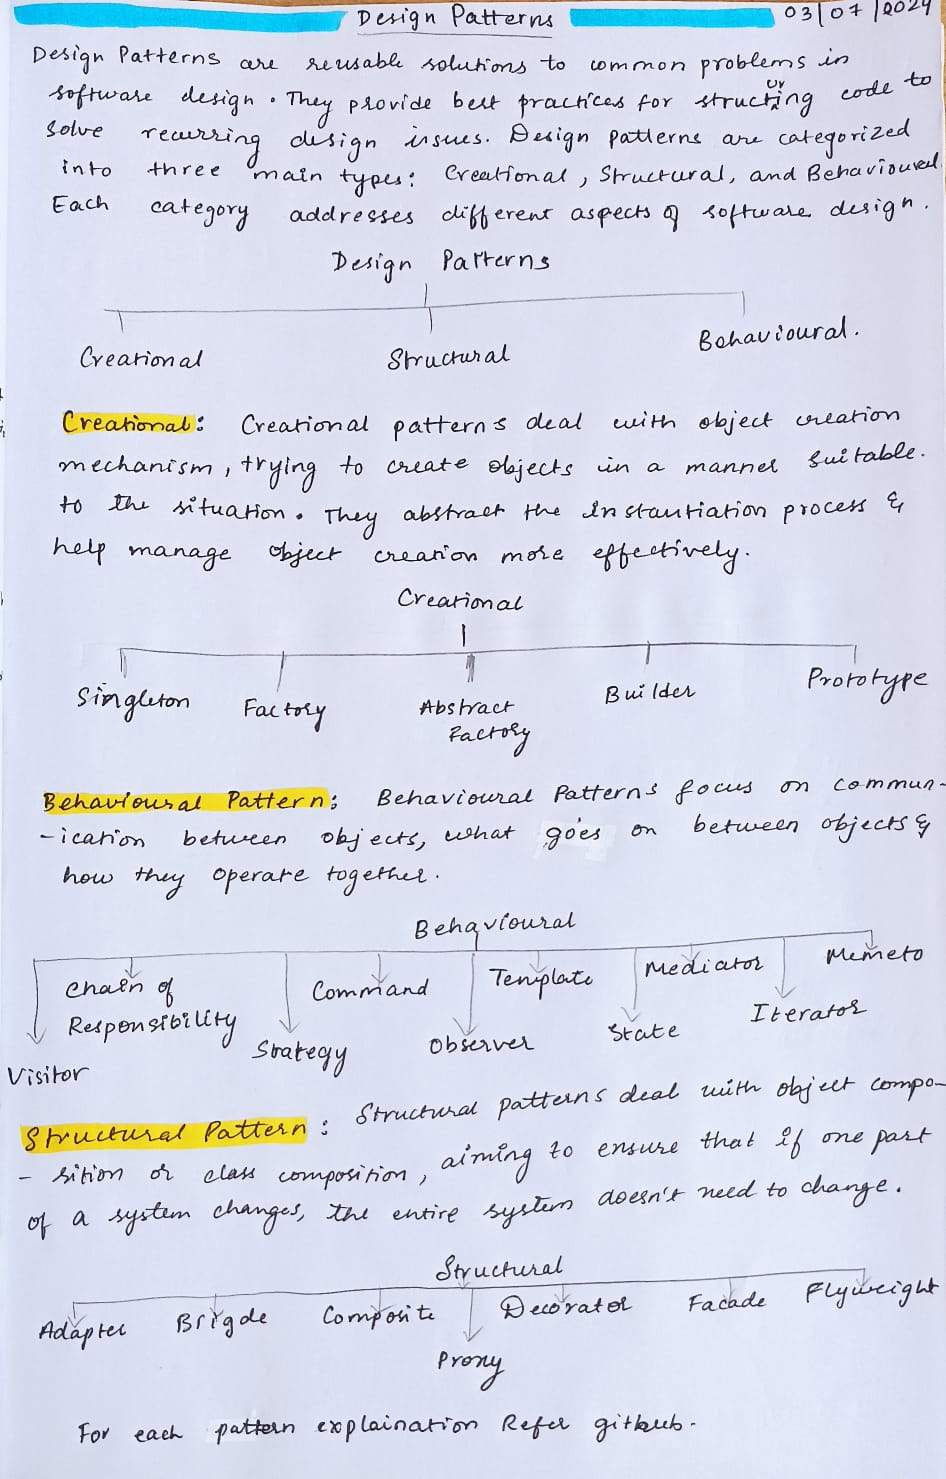 Design Patterns
03/07/2024
Design Patterns are reusable solutions to common problems in
software design. They provide best practices for structuring code to
solve recurring design issues. Design patterns are categorized
into three main types: Creational, Structural, and Behavioural.
Each category addresses different aspects of software design.
Design Patterns
Creational Structural Behavioural.
Creational: Creational patterns deal with object creation
mechanism, trying to create objects in a manner suitable.
to the situation. They abstract the instantiation process &
help manage object creation more effectively.
Creational
Singleton Factory Abstract Builder Prototype
Factory
Behavioural Pattern: Behavioural Patterns focus on commun-
-ication between objects, what goes on between objects &
how they operate together.
Behavioural
Chain of Command Template Mediator Memeto
Responsibility Strategy Observer State Iterator
Visitor
Structural Pattern: Structural patterns deal with object compo-
- sition or class composition, aiming to ensure that if one part
of a system changes, the entire system doesn't need to change.
Structural
Adapter Brigde Composite Decorator Facade Flyweight
Proxy
For each pattern explaination Refer github.